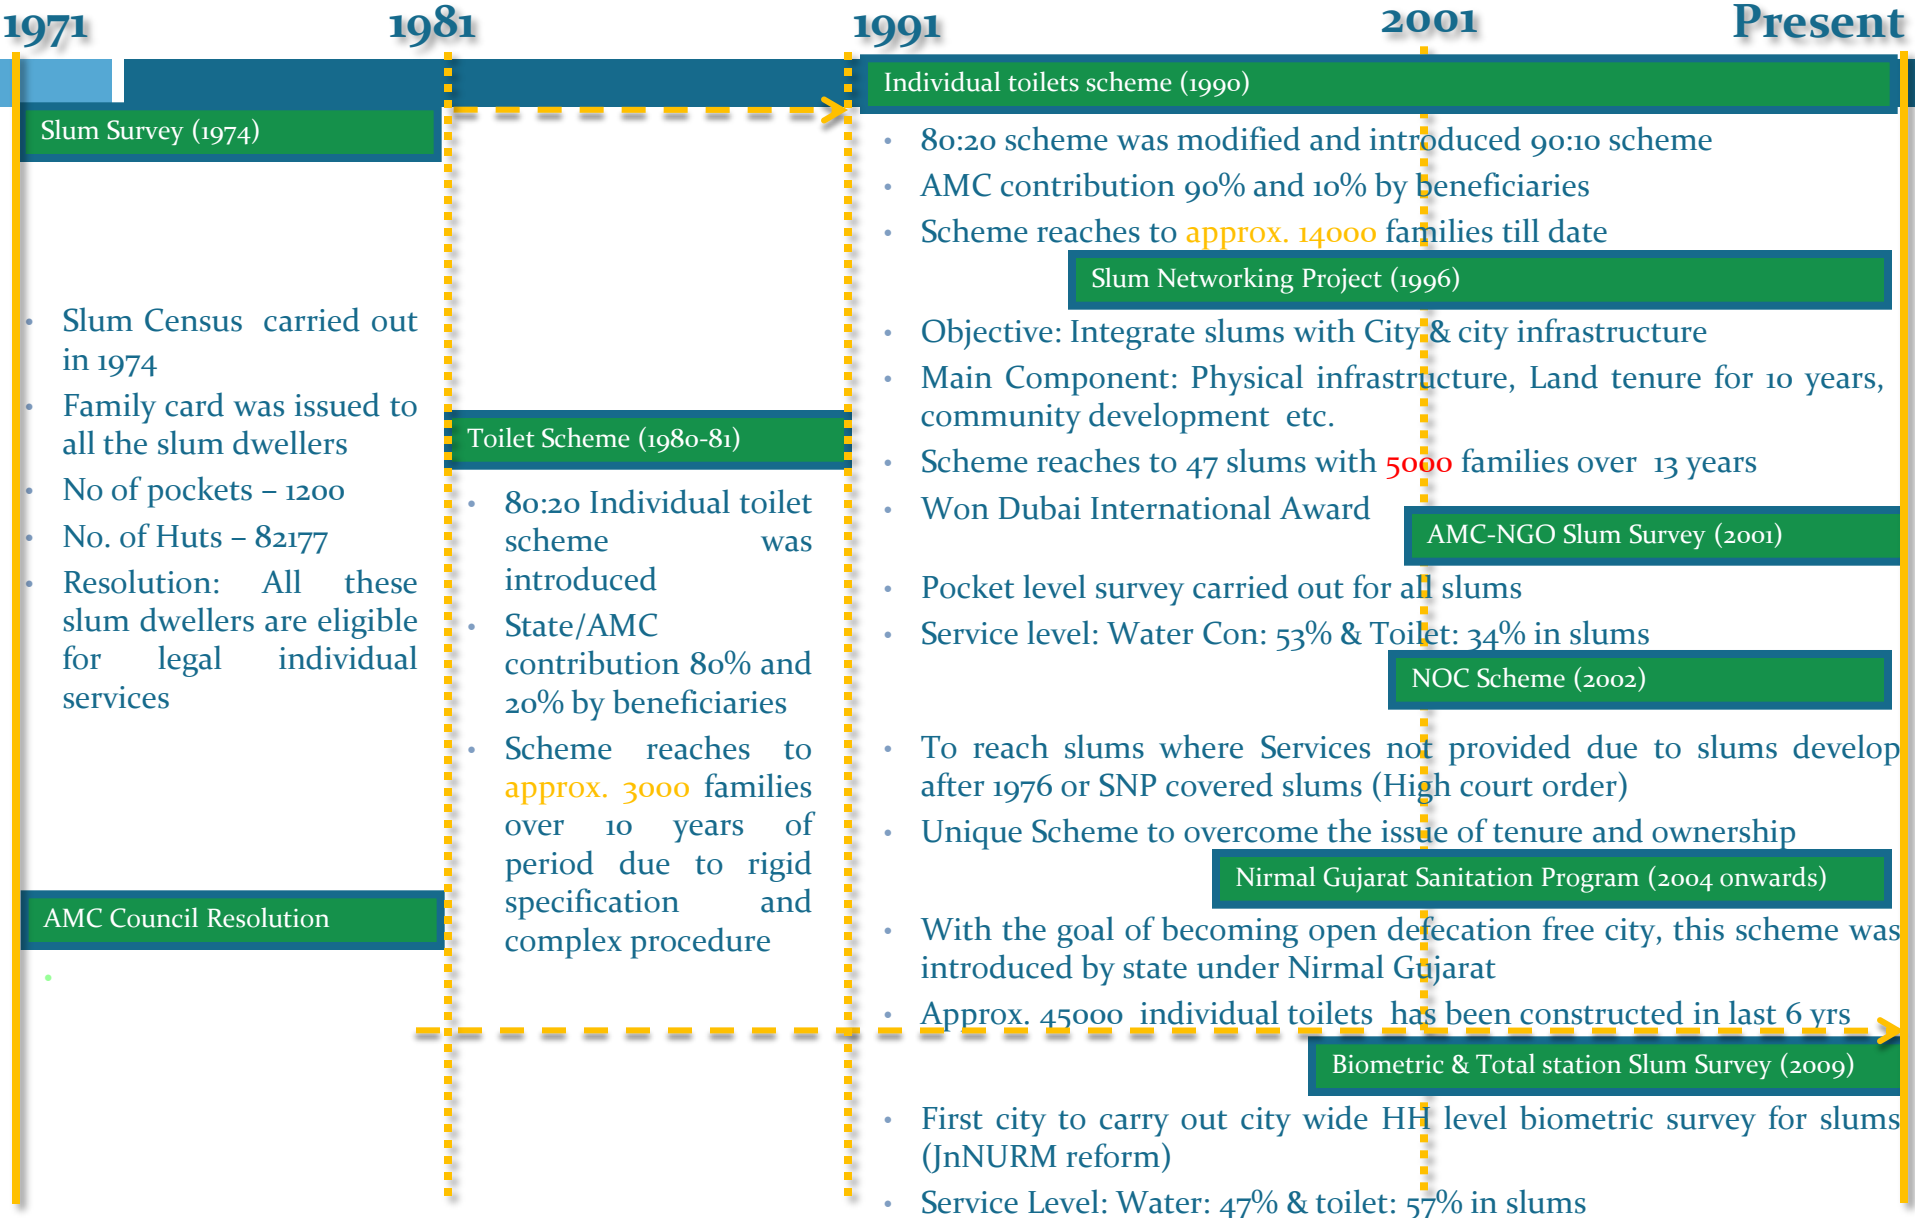 1971
1981
1991
2001
Present
Slum Survey (1974)
• Slum Census carried out
in 1974
• Family card was issued to
all the slum dwellers
• No of pockets – 1200
• No. of Huts – 82177
• Resolution: All these
slum dwellers are eligible
for legal individual
services
AMC Council Resolution
•
Toilet Scheme (1980-81)
• 80:20 Individual toilet
scheme was
introduced
• State/AMC
contribution 80% and
20% by beneficiaries
• Scheme reaches to
approx. 3000 families
over 10 years of
period due to rigid
specification and
complex procedure
Individual toilets scheme (1990)
• 80:20 scheme was modified and introduced 90:10 scheme
• AMC contribution 90% and 10% by beneficiaries
• Scheme reaches to approx. 14000 families till date
Slum Networking Project (1996)
• Objective: Integrate slums with City & city infrastructure
• Main Component: Physical infrastructure, Land tenure for 10 years,
community development etc.
• Scheme reaches to 47 slums with 5000 families over 13 years
• Won Dubai International Award
AMC-NGO Slum Survey (2001)
• Pocket level survey carried out for all slums
• Service level: Water Con: 53% & Toilet: 34% in slums
NOC Scheme (2002)
• To reach slums where Services not provided due to slums develop
after 1976 or SNP covered slums (High court order)
• Unique Scheme to overcome the issue of tenure and ownership
Nirmal Gujarat Sanitation Program (2004 onwards)
• With the goal of becoming open defecation free city, this scheme was
introduced by state under Nirmal Gujarat
• Approx. 45000 individual toilets has been constructed in last 6 yrs
Biometric & Total station Slum Survey (2009)
• First city to carry out city wide HH level biometric survey for slums
(JnNURM reform)
• Service Level: Water: 47% & toilet: 57% in slums